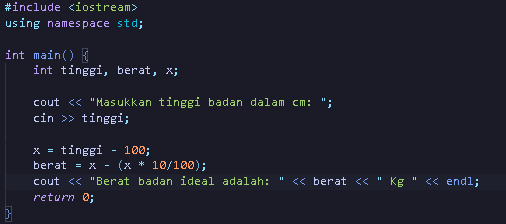 #include <iostream>
using namespace std;

int main() {
    int tinggi, berat, x;

    cout << "Masukkan tinggi badan dalam cm: ";
    cin >> tinggi;

    x = tinggi - 100;
    berat = x - (x * 10/100);
    cout << "Berat badan ideal adalah: " << berat << " Kg " << endl;
    return 0;
}